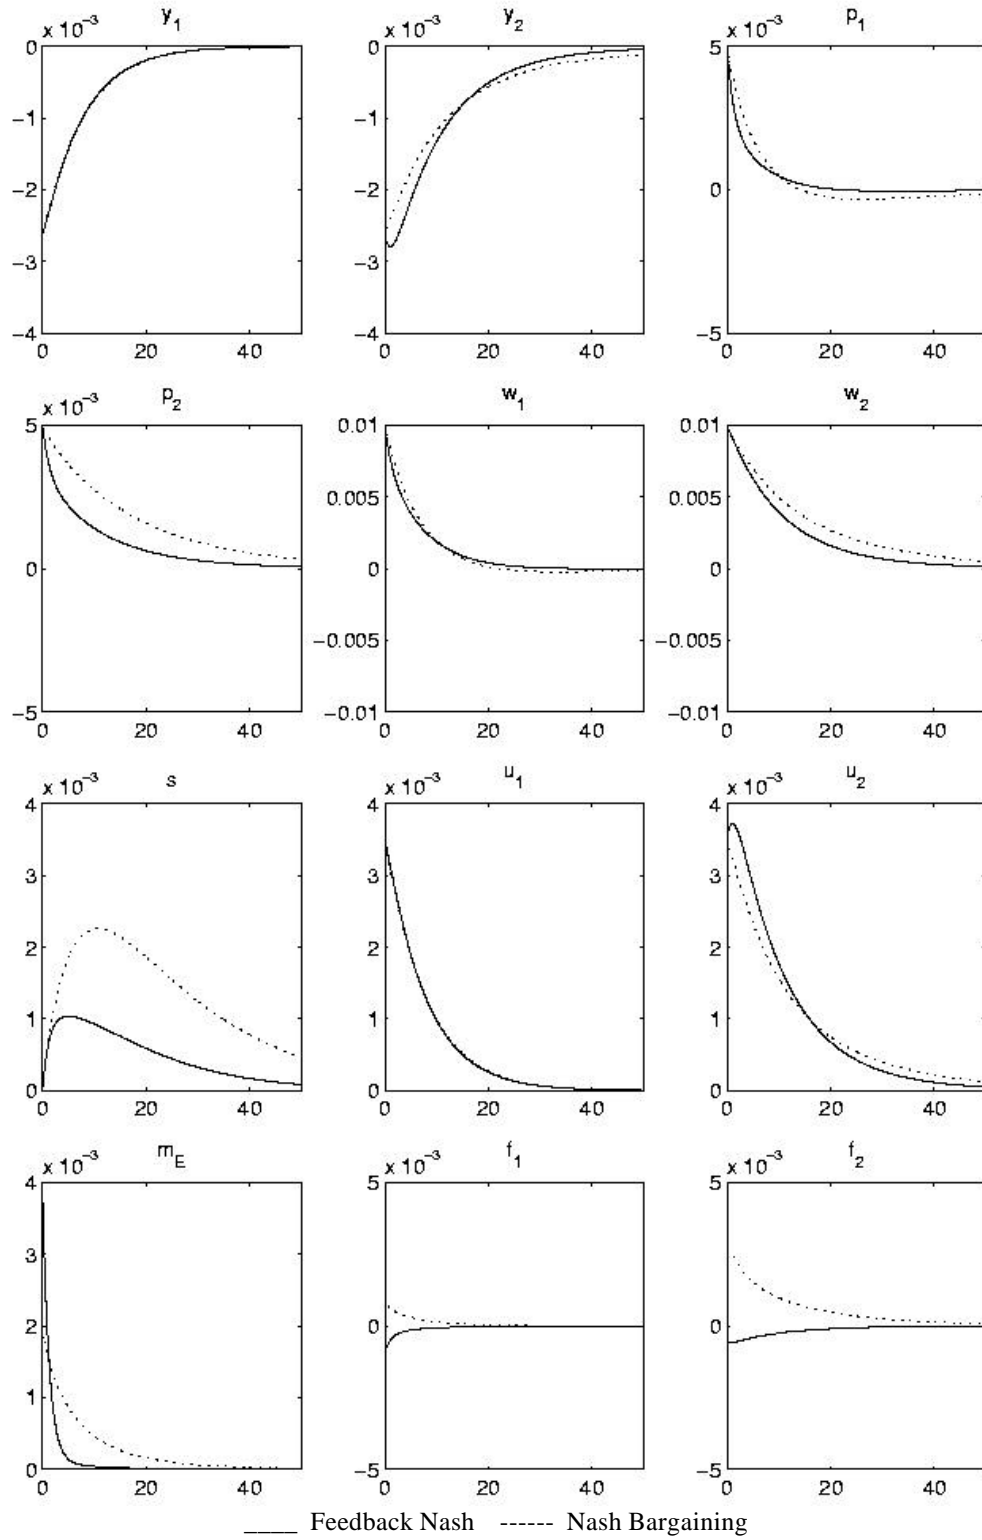 y₁ y₂ p₁
x 10⁻³ x 10⁻³ x 10⁻³
0 0 5
−1 −1
−2 −2 0
−3 −3
−4 −4 −5
0 20 40 0 20 40 0 20 40
p₂ w₁ w₂
x 10⁻³
5 0.01 0.01
0.005 0.005
0 0 0
−0.005 −0.005
−5 −0.01 −0.01
0 20 40 0 20 40 0 20 40
s u₁ u₂
x 10⁻³ x 10⁻³ x 10⁻³
4 4 4
3 3 3
2 2 2
1 1 1
0 0 0
0 20 40 0 20 40 0 20 40
m_E f₁ f₂
x 10⁻³ x 10⁻³ x 10⁻³
4 5 5
3
2 0 0
1
0 −5 −5
0 20 40 0 20 40 0 20 40
____ Feedback Nash ------ Nash Bargaining